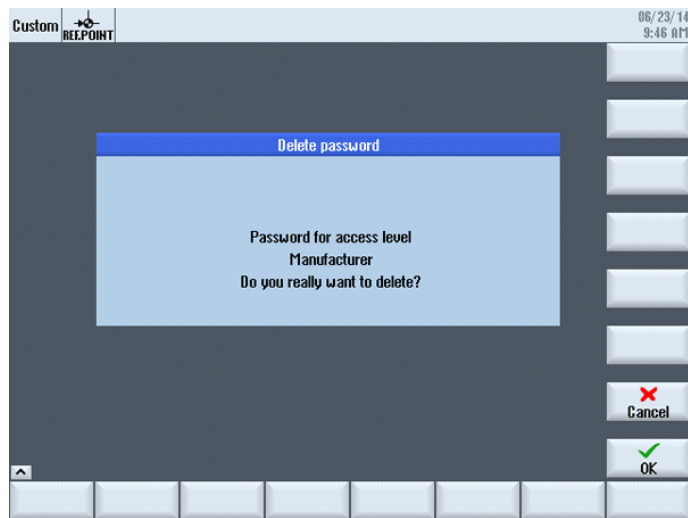 Custom
REF.POINT
06/23/14
9:46 AM
Delete password
Password for access level
Manufacturer
Do you really want to delete?
Cancel
OK